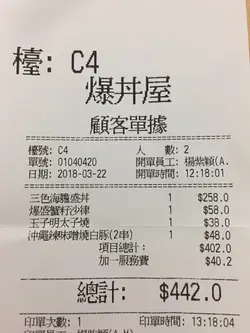 檯: C4
爆丼屋
顧客單據
檯號: C4 人 數: 2
單號: 01040420 開單員工: 楊紫穎(A.
日期: 2018-03-22 開單時間: 12:18:01
三色海膽盛丼 1 $258.0
爆盛蟹籽沙律 1 $58.0
玉子明太子燒 1 $38.0
沖繩辣味噌燒白豚(2串) 1 $48.0
項目總計: $402.0
加一服務費 $40.2
總計: $442.0
印單次數: 1 印單時間: 13:18:04